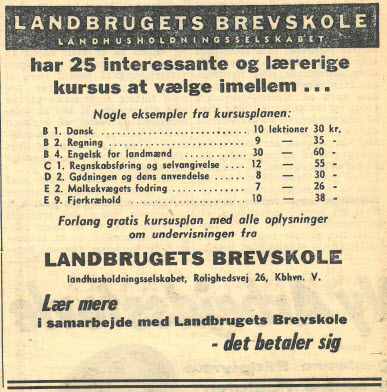 LANDBRUGETS BREVSKOLE
LANDHUSHOLDNINGSSELSKABET
har 25 interessante og lærerige
kursus at vælge imellem ...
Nogle eksempler fra kursusplanen:
B 1. Dansk .................... 10 lektioner 30 kr.
B 2. Regning .................. 9 — 35 -
B 4. Engelsk for landmænd ........ 30 — 60 -
C 1. Regnskabsføring og selvangivelse ... 12 — 55 -
D 2. Gødningen og dens anvendelse ... 8 — 30 -
E 2. Malkekvægets fodring .......... 7 — 26 -
E 9. Fjerkræhold ................ 10 — 38 -
Forlang gratis kursusplan med alle oplysninger
om undervisningen fra
LANDBRUGETS BREVSKOLE
landhusholdningsselskabet, Rolighedsvej 26, Kbhvn. V.
Lær mere
i samarbejde med Landbrugets Brevskole
- det betaler sig